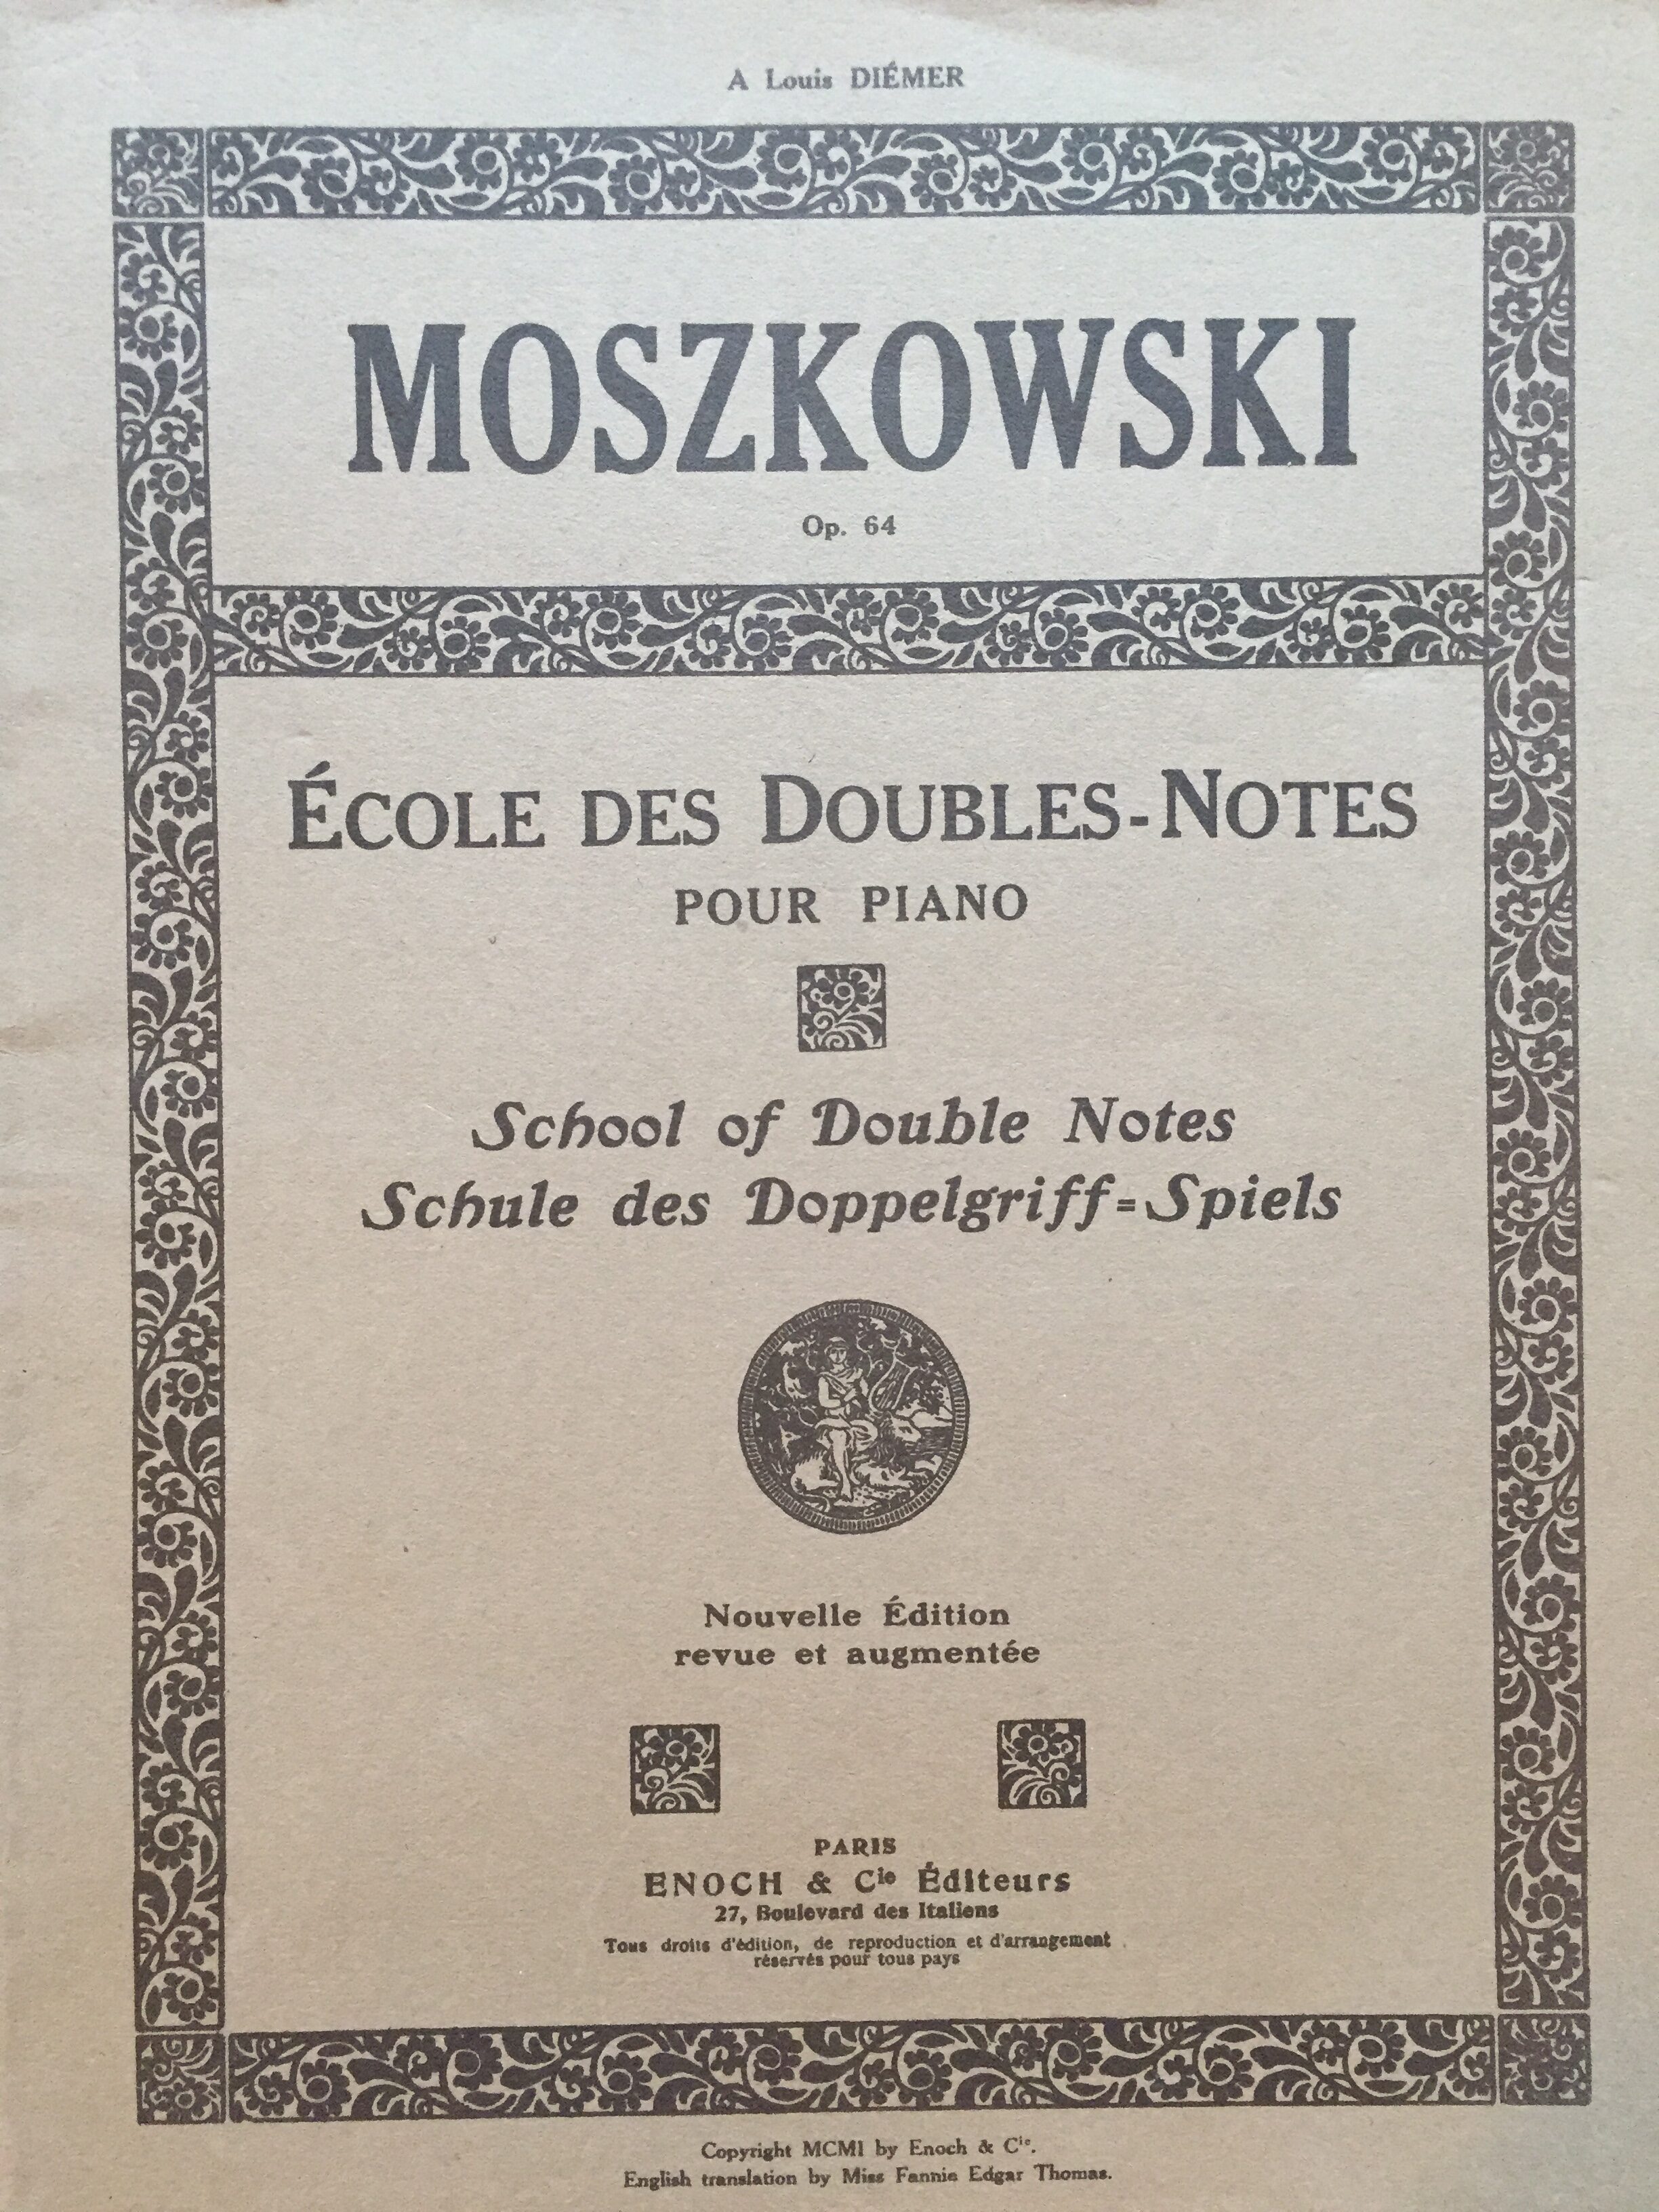 A Louis DIÉMER
MOSZKOWSKI
Op. 64
ÉCOLE DES DOUBLES-NOTES
POUR PIANO
School of Double Notes
Schule des Doppelgriff=Spiels
Nouvelle Édition
revue et augmentée
PARIS
ENOCH & Cie Éditeurs
27, Boulevard des Italiens
Tous droits d'édition, de reproduction et d'arrangement
réservés pour tous pays
Copyright MCMI by Enoch & Cie.
English translation by Miss Fannie Edgar Thomas.